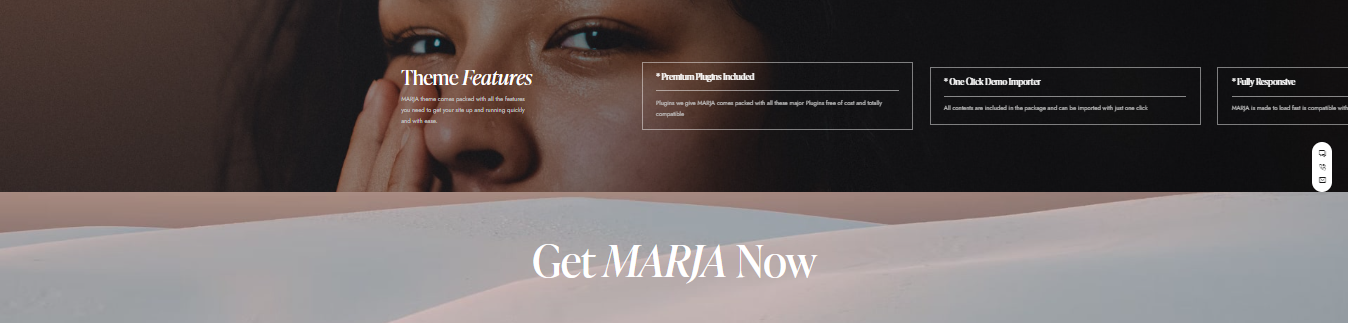 Theme Features
MARJA theme comes packed with all the features
you need to get your site up and running quickly
and with ease.
* Premium Plugins Included
Plugins we give MARJA comes packed with all these major Plugins free of cost and totally
compatible
* One Click Demo Importer
All contents are included in the package and can be imported with just one click
* Fully Responsive
MARJA is made to load fast is compatible with
Get MARJA Now